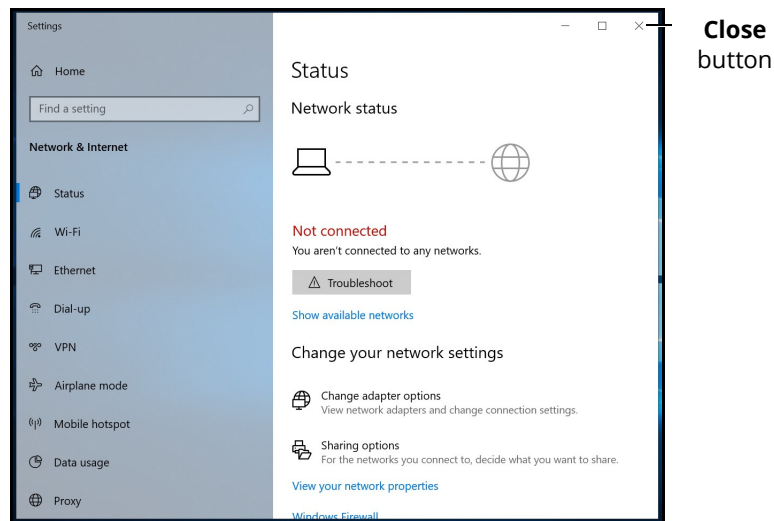 Settings
Home
Find a setting
Network & Internet
Status
Wi-Fi
Ethernet
Dial-up
VPN
Airplane mode
Mobile hotspot
Data usage
Proxy
Status
Network status
Not connected
You aren't connected to any networks.
Troubleshoot
Show available networks
Change your network settings
Change adapter options
View network adapters and change connection settings.
Sharing options
For the networks you connect to, decide what you want to share.
View your network properties
Windows Firewall
Close
button